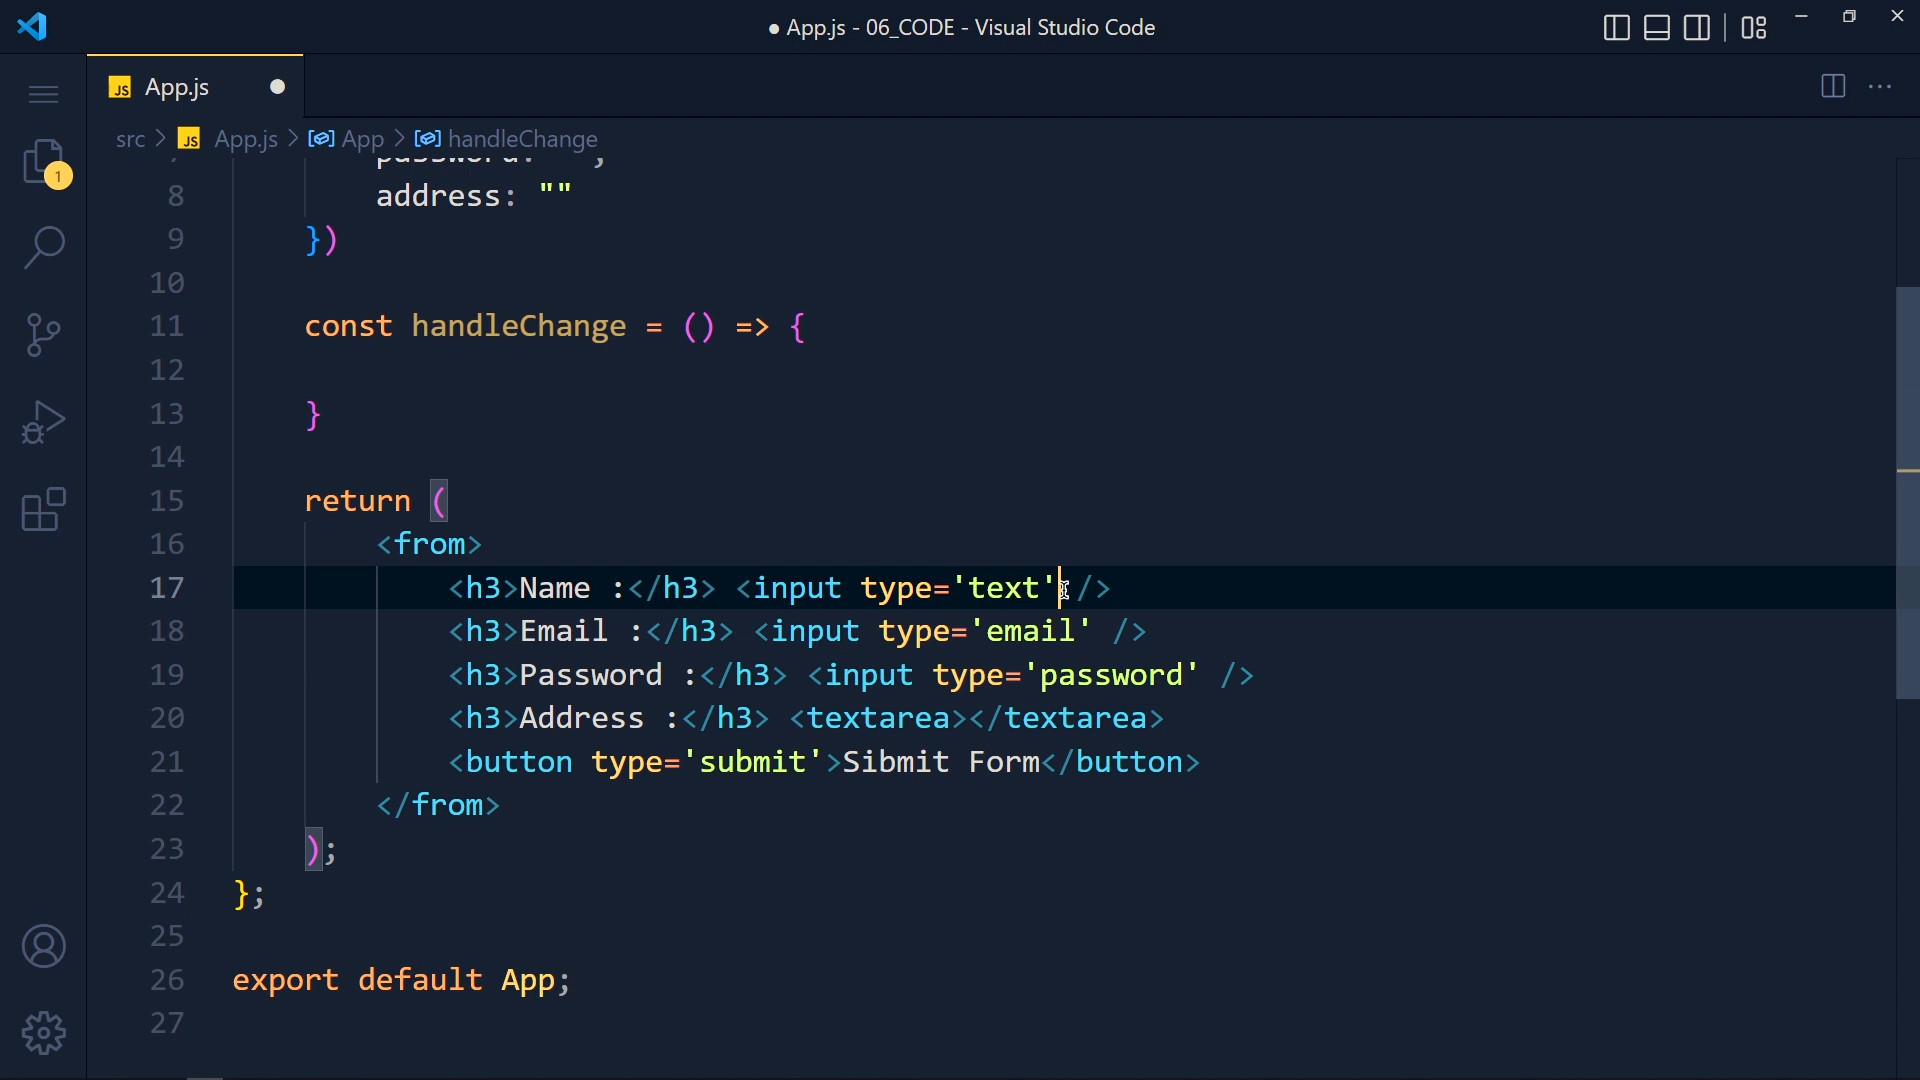 ● App.js - 06_CODE - Visual Studio Code
JS App.js
src > JS App.js > App > handleChange
1
8 address: ""
9 })
10
11 const handleChange = () => {
12
13 }
14
15 return (
16 <from>
17 <h3>Name :</h3> <input type='text' />
18 <h3>Email :</h3> <input type='email' />
19 <h3>Password :</h3> <input type='password' />
20 <h3>Address :</h3> <textarea></textarea>
21 <button type='submit'>Sibmit Form</button>
22 </from>
23 );
24 };
25
26 export default App;
27